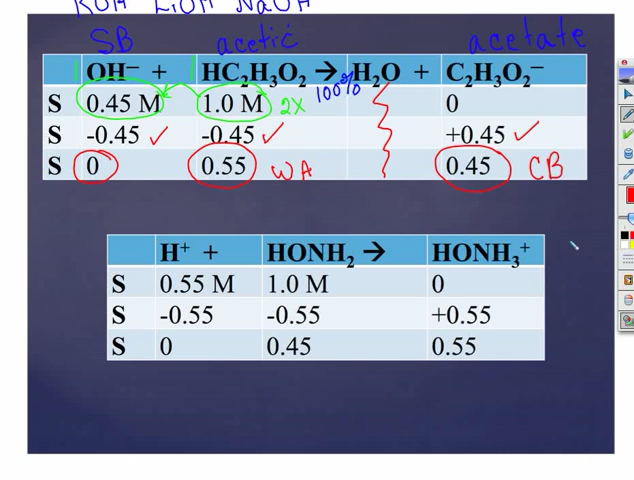 KOH LiOH NaOH
SB acetic acetate
1 OH⁻ + 1 HC₂H₃O₂ → H₂O + C₂H₃O₂⁻
S 0.45 M 1.0 M 2x 100% 0
S -0.45 ✓ -0.45 ✓ +0.45 ✓
S 0 0.55 WA 0.45 CB
H⁺ + HONH₂ → HONH₃⁺
S 0.55 M 1.0 M 0
S -0.55 -0.55 +0.55
S 0 0.45 0.55